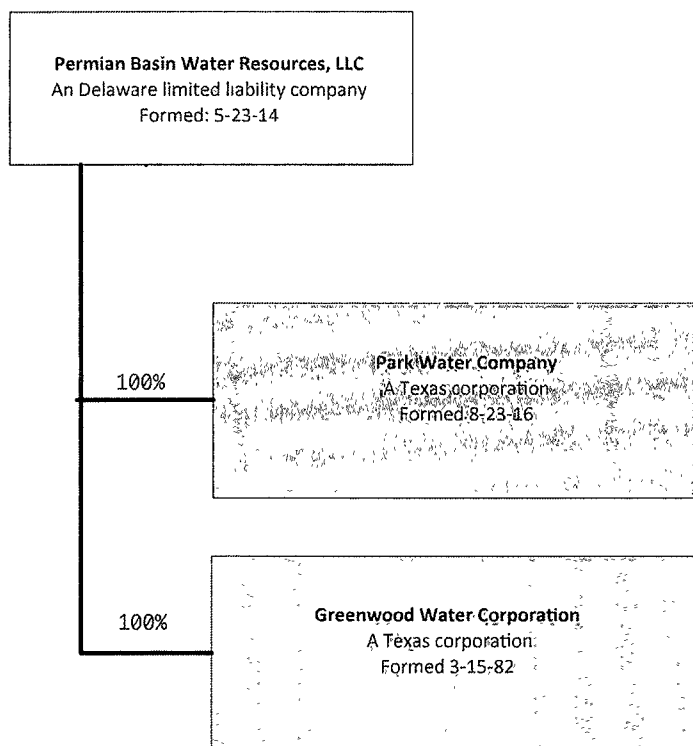 Permian Basin Water Resources, LLC
An Delaware limited liability company
Formed: 5-23-14
100%
Park Water Company
A Texas corporation
Formed 8-23-16
100%
Greenwood Water Corporation
A Texas corporation
Formed 3-15-82